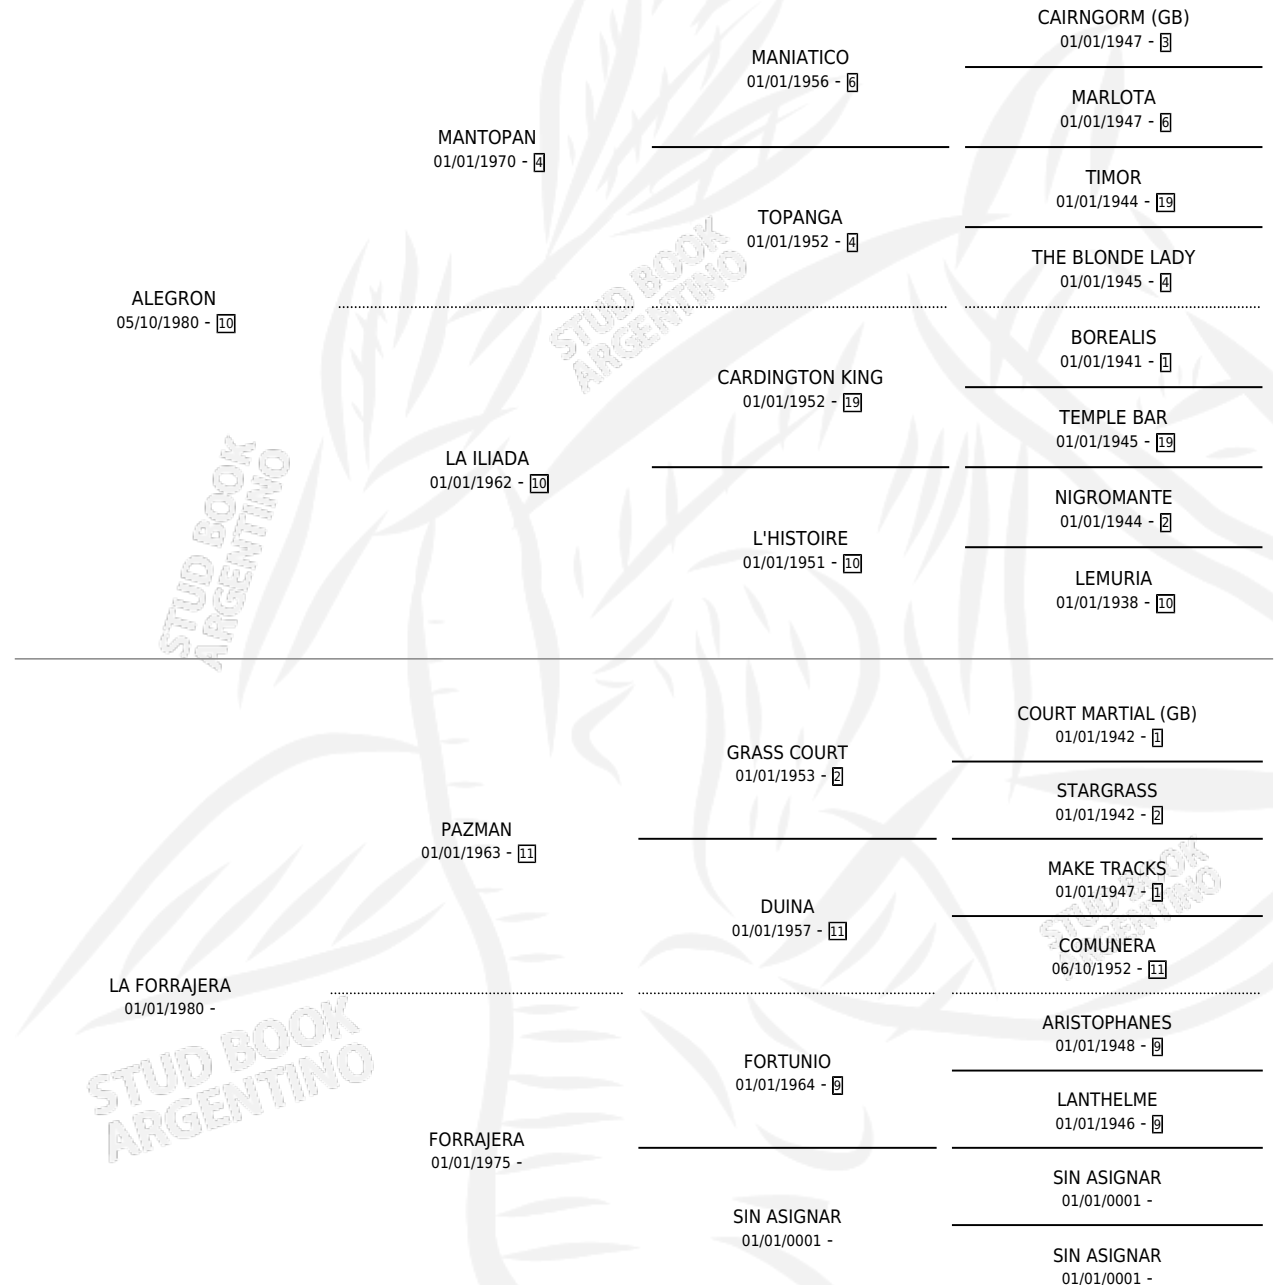 CAIRNGORM (GB)
01/01/1947 - 3
MANIATICO
01/01/1956 - 6
MARLOTA
01/01/1947 - 6
MANTOPAN
01/01/1970 - 4
TIMOR
01/01/1944 - 19
TOPANGA
01/01/1952 - 4
THE BLONDE LADY
01/01/1945 - 4
ALEGRON
05/10/1980 - 10
BOREALIS
01/01/1941 - 1
CARDINGTON KING
01/01/1952 - 19
TEMPLE BAR
01/01/1945 - 19
LA ILIADA
01/01/1962 - 10
NIGROMANTE
01/01/1944 - 2
L'HISTOIRE
01/01/1951 - 10
LEMURIA
01/01/1938 - 10
STUD BOOK
ARGENTINO
STUD BOOK
ARGENTINO
COURT MARTIAL (GB)
01/01/1942 - 1
GRASS COURT
01/01/1953 - 2
STARGRASS
01/01/1942 - 2
PAZMAN
01/01/1963 - 11
MAKE TRACKS
01/01/1947 - 1
DUINA
01/01/1957 - 11
COMUNERA
06/10/1952 - 11
LA FORRAJERA
01/01/1980 -
ARISTOPHANES
01/01/1948 - 9
FORTUNIO
01/01/1964 - 9
LANTHELME
01/01/1946 - 9
FORRAJERA
01/01/1975 -
SIN ASIGNAR
01/01/0001 -
SIN ASIGNAR
01/01/0001 -
SIN ASIGNAR
01/01/0001 -
STUD BOOK
ARGENTINO
STUD BOOK
ARGENTINO